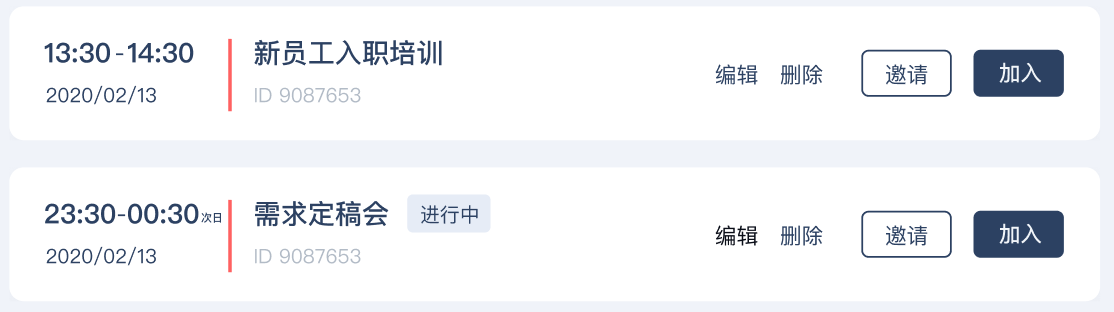 13:30-14:30
2020/02/13
新员工入职培训
ID 9087653
编辑 删除 邀请 加入
23:30-00:30次日
2020/02/13
需求定稿会 进行中
ID 9087653
编辑 删除 邀请 加入